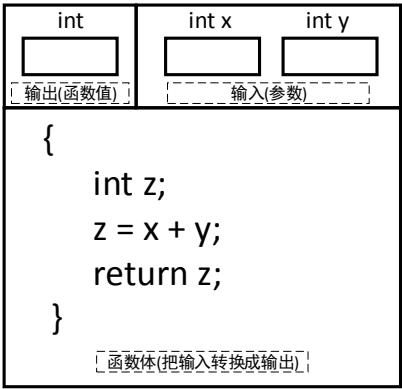 int
int x int y
输出(函数值)
输入(参数)
{
int z;
z = x + y;
return z;
}
函数体(把输入转换成输出)